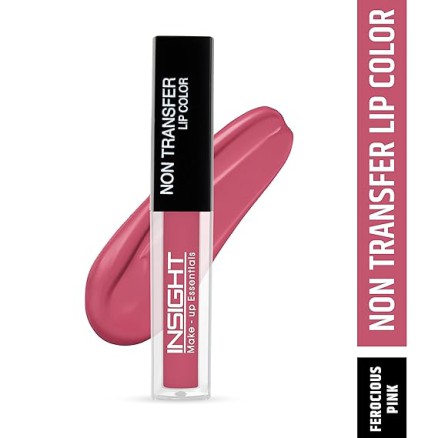 NON TRANSFER
LIP COLOR
INSIGHT
Make - up Essentials
NON TRANSFER LIP COLOR
FEROCIOUS
PINK